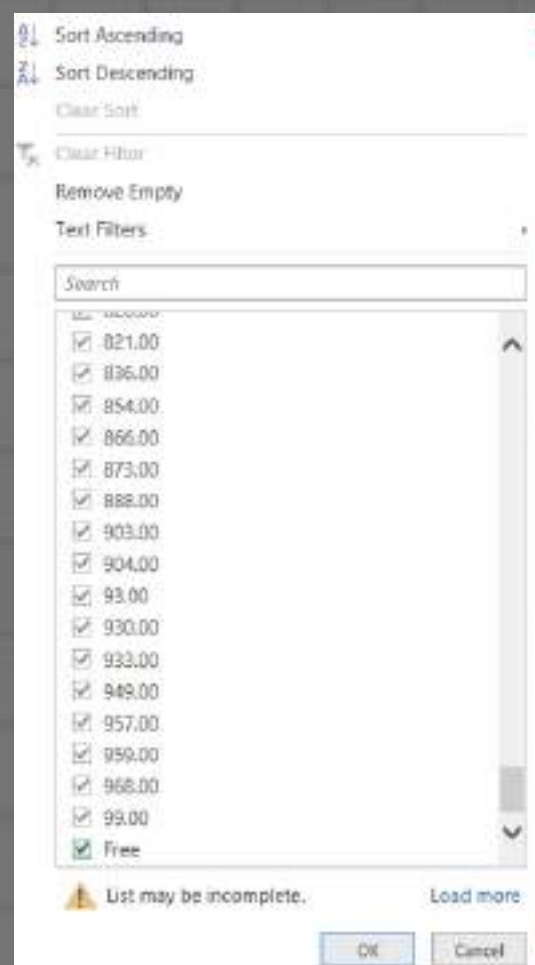 Sort Ascending
Sort Descending
Clear Sort
Clear Filter
Remove Empty
Text Filters
Search
821.00
836.00
854.00
866.00
873.00
888.00
903.00
904.00
93.00
930.00
933.00
949.00
957.00
959.00
968.00
99.00
Free
List may be incomplete. Load more
OK Cancel